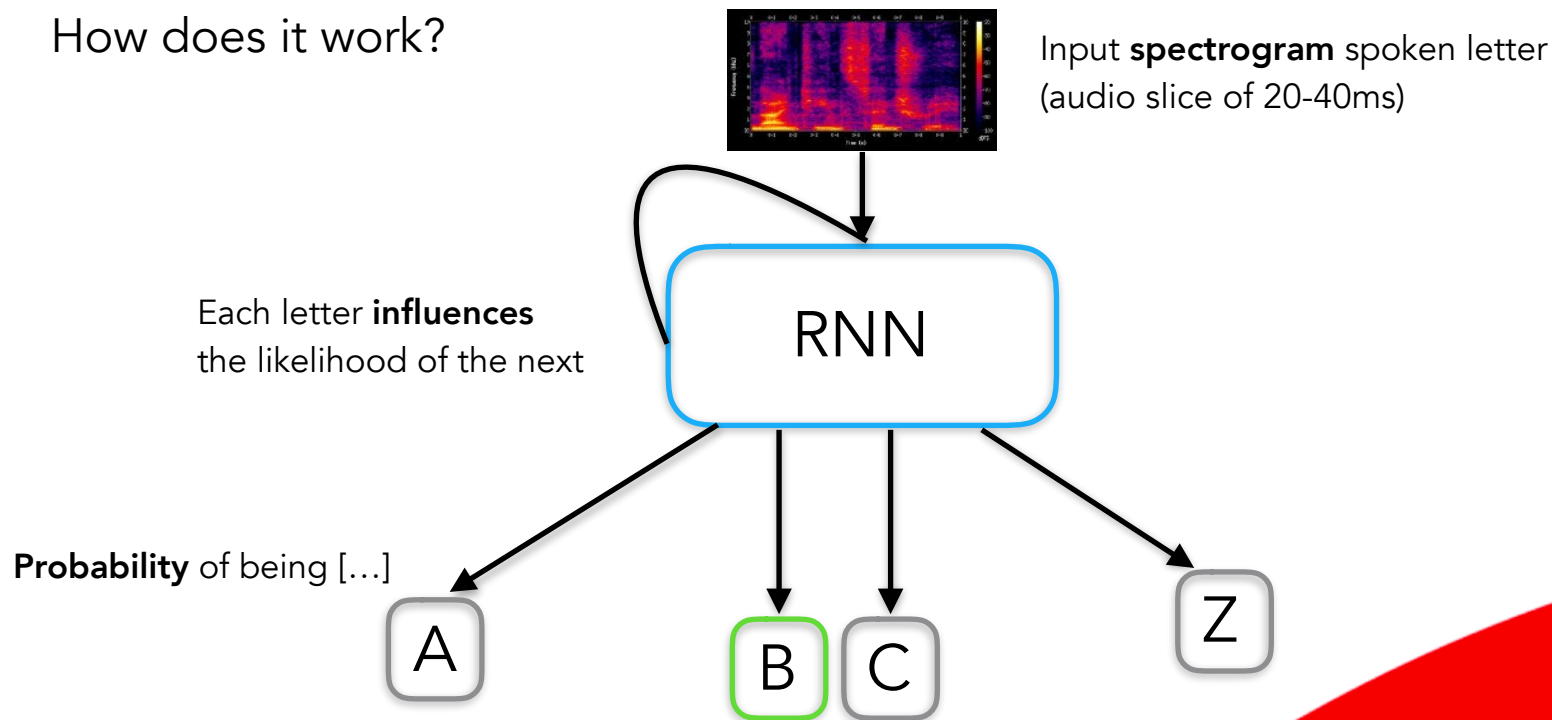 How does it work?
Input spectrogram spoken letter
(audio slice of 20-40ms)
Each letter influences
the likelihood of the next
RNN
Probability of being […]
A
B
C
Z